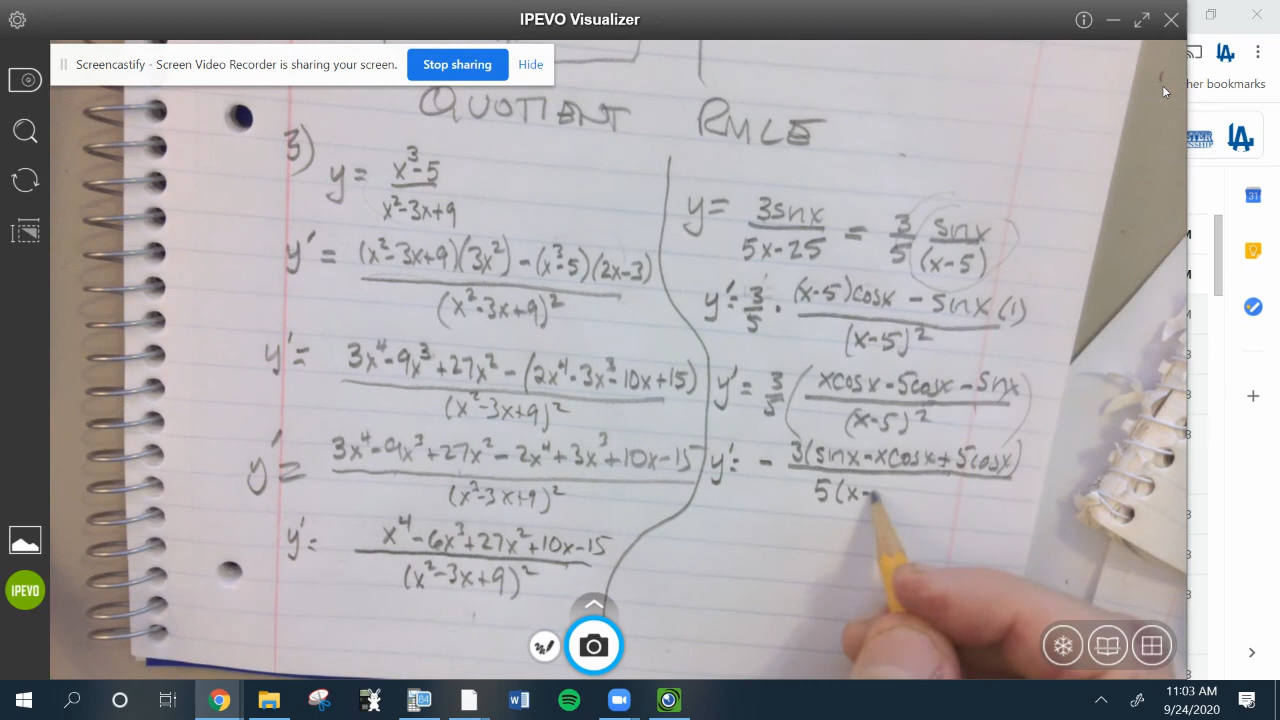 IPEVO Visualizer
Screencastify - Screen Video Recorder is sharing your screen.
Stop sharing
Hide
her bookmarks
QUOTIENT RULE
3)
y = x³-5 / x²-3x+9
y' = (x²-3x+9)(3x²) - (x³-5)(2x-3) / (x²-3x+9)²
y' = 3x⁴-9x³+27x² - (2x⁴-3x³-10x+15) / (x²-3x+9)²
y' = 3x⁴-9x³+27x²-2x⁴+3x³+10x-15 / (x²-3x+9)²
y' = x⁴-6x³+27x²+10x-15 / (x²-3x+9)²
y = 3sinx / 5x-25 = 3/5 sinx / (x-5)
y' = 3/5 · (x-5)cosx - sinx(1) / (x-5)²
y' = 3/5 (xcosx-5cosx-sinx / (x-5)²)
y' = - 3(sinx-xcosx+5cosx) / 5(x-
IPEVO
31
LA
LA
11:03 AM
9/24/2020